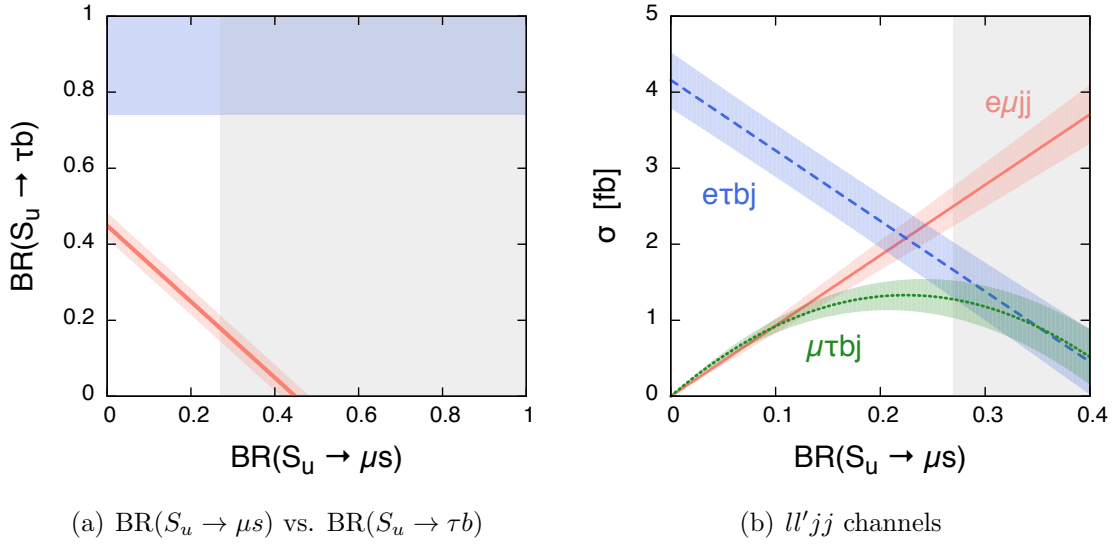 BR(Sᵤ → τb)
1
0.8
0.6
0.4
0.2
0
0 0.2 0.4 0.6 0.8 1
BR(Sᵤ → μs)
(a) BR(Sᵤ → μs) vs. BR(Sᵤ → τb)
σ [fb]
5
4
3
2
1
0
eμjj
eτbj
μτbj
0 0.1 0.2 0.3 0.4
BR(Sᵤ → μs)
(b) ll′jj channels